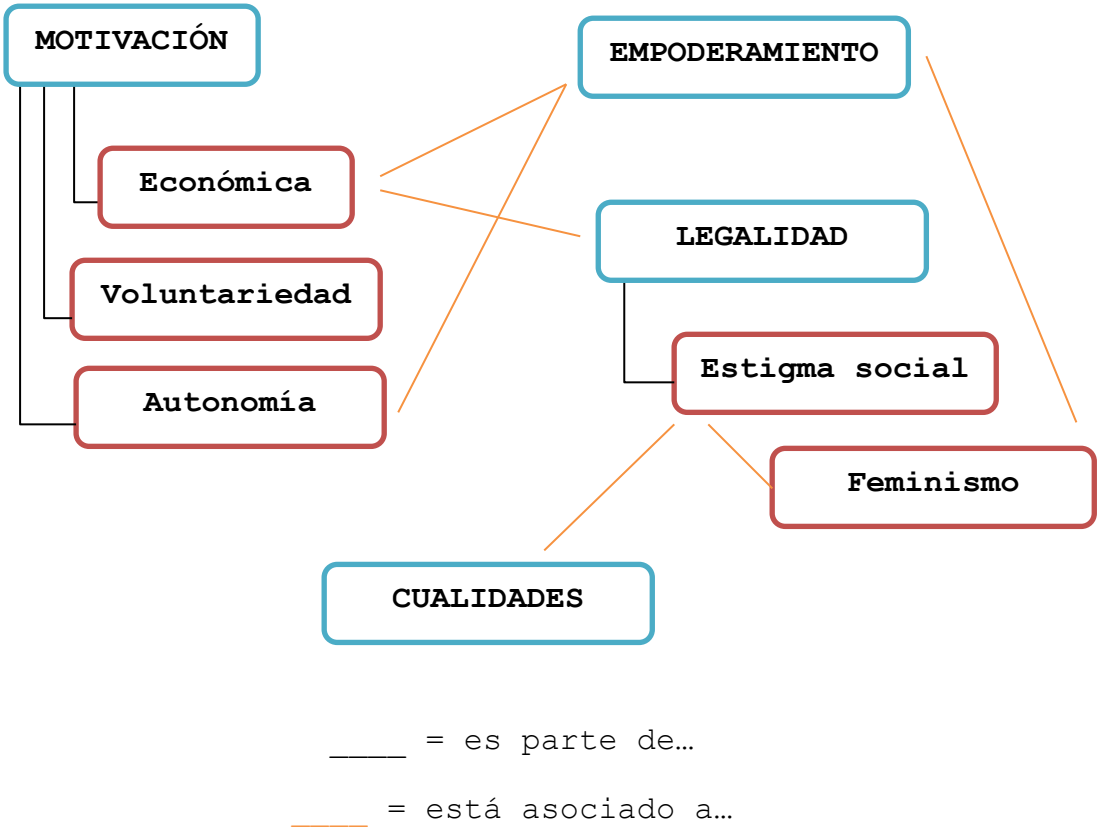 MOTIVACIÓN
EMPODERAMIENTO
Económica
LEGALIDAD
Voluntariedad
Estigma social
Autonomía
Feminismo
CUALIDADES
____ = es parte de…
____ = está asociado a…